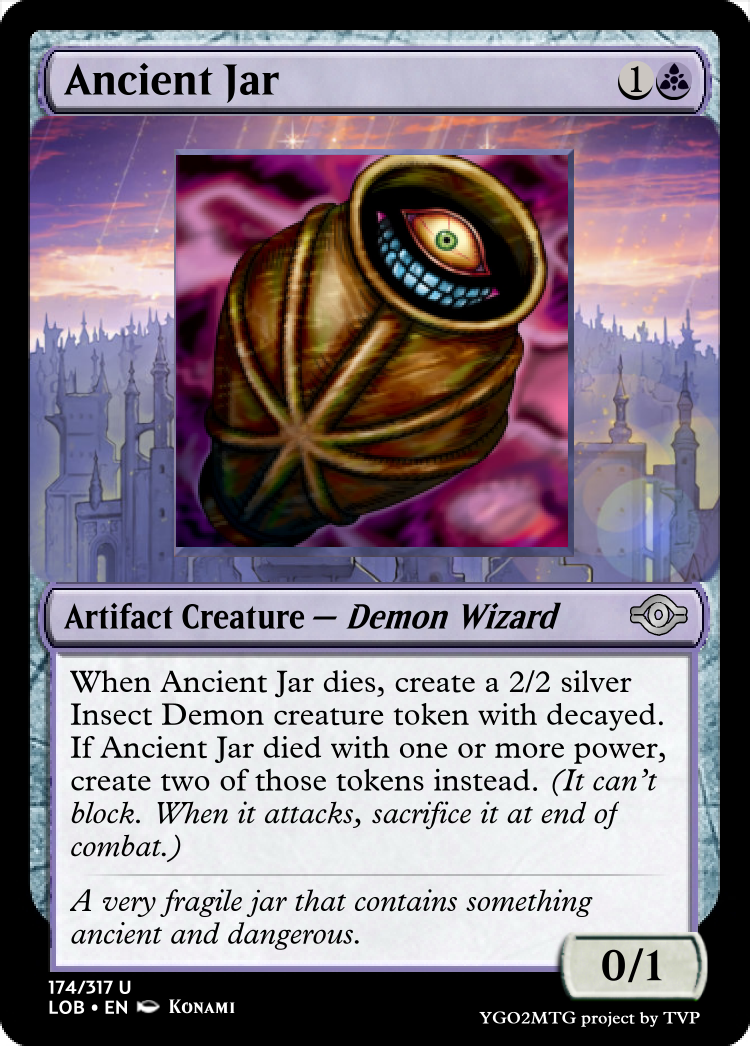 Ancient Jar 1
Artifact Creature — Demon Wizard
When Ancient Jar dies, create a 2/2 silver
Insect Demon creature token with decayed.
If Ancient Jar died with one or more power,
create two of those tokens instead. (It can't
block. When it attacks, sacrifice it at end of
combat.)
A very fragile jar that contains something
ancient and dangerous.
0/1
174/317 U
LOB • EN KONAMI
YGO2MTG project by TVP